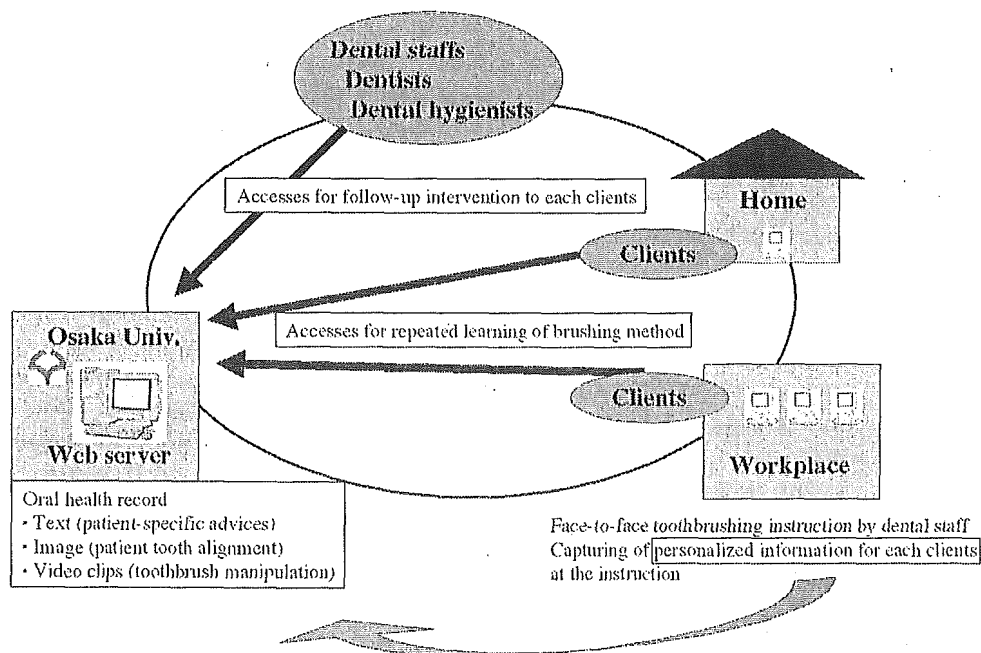 Dental staffs
Dentists
Dental hygienists
Accesses for follow-up intervention to each clients
Home
Clients
Osaka Univ.
Accesses for repeated learning of brushing method
Clients
Web server
Workplace
Oral health record
• Text (patient-specific advices)
• Image (patient tooth alignment)
• Video clips (toothbrush manipulation)
Face-to-face toothbrushing instruction by dental staff
Capturing of personalized information for each clients
at the instruction